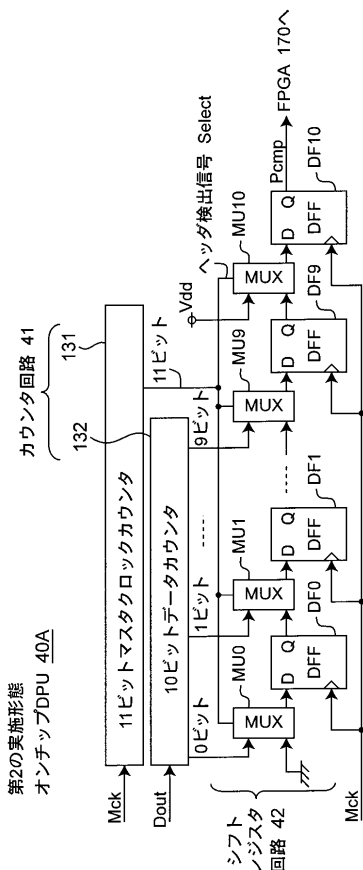 第2の実施形態
オンチップDPU 40A
カウンタ回路 41
131
132
Mck
11ビットマスタクロックカウンタ
11ビット
Dout
10ビットデータカウンタ
0ビット
1ビット
9ビット
Vdd
ヘッダ検出信号 Select
MU0
MU1
MU9
MU10
MUX
MUX
MUX
MUX
シフト
レジスタ
回路 42
DF0
DF1
DF9
DF10
D Q
DFF
D Q
DFF
D Q
DFF
D Q
DFF
Pcmp
FPGA 170へ
Mck